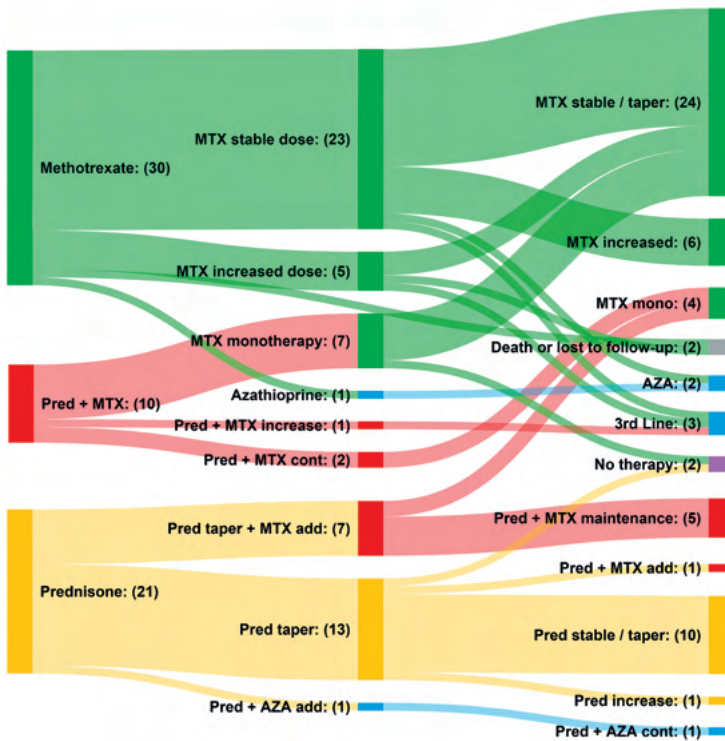 Methotrexate: (30)
Pred + MTX: (10)
Prednisone: (21)
MTX stable dose: (23)
MTX increased dose: (5)
MTX monotherapy: (7)
Azathioprine: (1)
Pred + MTX increase: (1)
Pred + MTX cont: (2)
Pred taper + MTX add: (7)
Pred taper: (13)
Pred + AZA add: (1)
MTX stable / taper: (24)
MTX increased: (6)
MTX mono: (4)
Death or lost to follow-up: (2)
AZA: (2)
3rd Line: (3)
No therapy: (2)
Pred + MTX maintenance: (5)
Pred + MTX add: (1)
Pred stable / taper: (10)
Pred increase: (1)
Pred + AZA cont: (1)